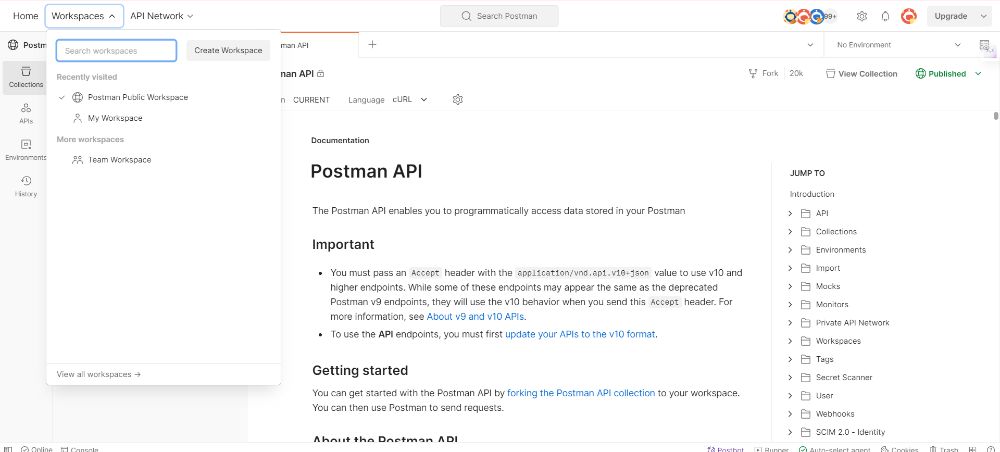 Home
Workspaces
API Network
Search Postman
99+
Upgrade
Postm
Search workspaces
Create Workspace
man API
No Environment
Recently visited
Postman Public Workspace
My Workspace
More workspaces
Team Workspace
View all workspaces →
Collections
APIs
Environments
History
man API
Fork
20k
View Collection
Published
n CURRENT
Language cURL
Documentation
Postman API
The Postman API enables you to programmatically access data stored in your Postman
Important
• You must pass an Accept header with the application/vnd.api.v10+json value to use v10 and
higher endpoints. While some of these endpoints may appear the same as the deprecated
Postman v9 endpoints, they will use the v10 behavior when you send this Accept header. For
more information, see About v9 and v10 APIs.
• To use the API endpoints, you must first update your APIs to the v10 format.
Getting started
You can get started with the Postman API by forking the Postman API collection to your workspace.
You can then use Postman to send requests.
About the Postman API
JUMP TO
Introduction
API
Collections
Environments
Import
Mocks
Monitors
Private API Network
Workspaces
Tags
Secret Scanner
User
Webhooks
SCIM 2.0 - Identity
Online
Console
Postbot
Runner
Auto-select agent
Cookies
Trash